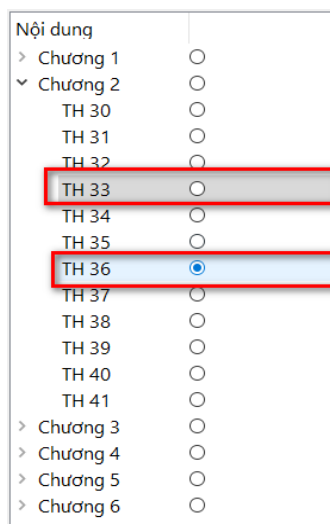 Nội dung
Chương 1
Chương 2
TH 30
TH 31
TH 32
TH 33
TH 34
TH 35
TH 36
TH 37
TH 38
TH 39
TH 40
TH 41
Chương 3
Chương 4
Chương 5
Chương 6